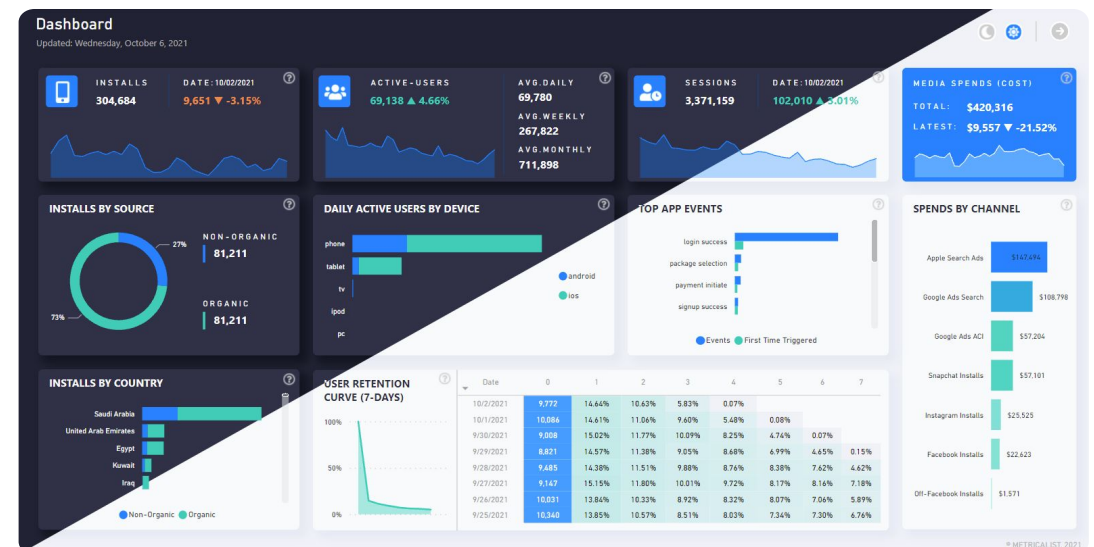 Dashboard
Updated: Wednesday, October 6, 2021
INSTALLS
304,684
DATE:10/02/2021
9,651 ▼ -3.15%
ACTIVE-USERS
69,138 ▲ 4.66%
AVG.DAILY
69,780
AVG.WEEKLY
267,822
AVG.MONTHLY
711,898
SESSIONS
3,371,159
DATE:10/02/2021
102,010 ▲ 3.01%
MEDIA SPENDS (COST)
TOTAL: $420,316
LATEST: $9,557 ▼ -21.52%
INSTALLS BY SOURCE
27%
73%
NON-ORGANIC
81,211
ORGANIC
81,211
DAILY ACTIVE USERS BY DEVICE
phone
tablet
tv
ipod
pc
android
ios
TOP APP EVENTS
login success
package selection
payment initiate
signup success
Events First Time Triggered
SPENDS BY CHANNEL
Apple Search Ads $147,494
Google Ads Search $108,798
Google Ads ACI $57,204
Snapchat Installs $57,101
Instagram Installs $25,525
Facebook Installs $22,623
Off-Facebook Installs $1,571
INSTALLS BY COUNTRY
Saudi Arabia
United Arab Emirates
Egypt
Kuwait
Iraq
Non-Organic Organic
USER RETENTION
CURVE (7-DAYS)
100%
50%
0%
Date 0 1 2 3 4 5 6 7
10/2/2021 9,772 14.64% 10.63% 5.83% 0.07%
10/1/2021 10,086 14.61% 11.06% 9.60% 5.48% 0.08%
9/30/2021 9,008 15.02% 11.77% 10.09% 8.25% 4.74% 0.07%
9/29/2021 8,821 14.57% 11.38% 9.05% 8.68% 6.99% 4.65% 0.15%
9/28/2021 9,485 14.38% 11.51% 9.88% 8.76% 8.38% 7.62% 4.62%
9/27/2021 9,147 15.15% 11.80% 10.01% 9.72% 8.17% 8.16% 7.18%
9/26/2021 10,031 13.84% 10.33% 8.92% 8.32% 8.07% 7.06% 5.89%
9/25/2021 10,340 13.85% 10.57% 8.51% 8.03% 7.34% 7.30% 6.76%
® METRICALIST 2021